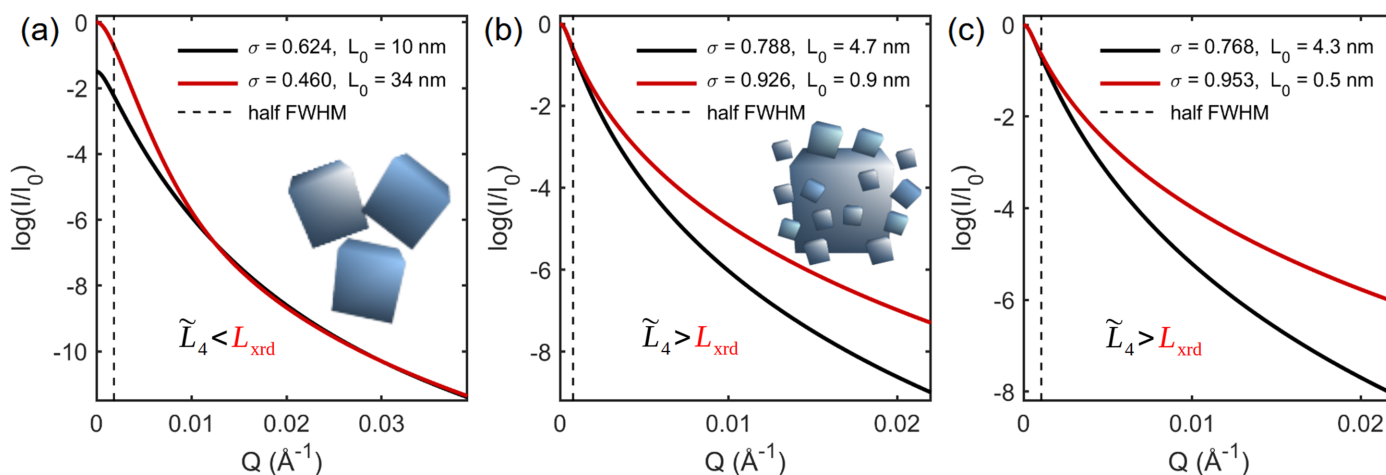 (a)
σ = 0.624, L₀ = 10 nm
σ = 0.460, L₀ = 34 nm
half FWHM
L̃₄ < Lₓᵣd
log(I/I₀)
0
-2
-4
-6
-8
-10
0 0.01 0.02 0.03
Q (Å⁻¹)
(b)
σ = 0.788, L₀ = 4.7 nm
σ = 0.926, L₀ = 0.9 nm
half FWHM
L̃₄ > Lₓᵣd
log(I/I₀)
0
-2
-4
-6
-8
0 0.01 0.02
Q (Å⁻¹)
(c)
σ = 0.768, L₀ = 4.3 nm
σ = 0.953, L₀ = 0.5 nm
half FWHM
L̃₄ > Lₓᵣd
log(I/I₀)
0
-2
-4
-6
-8
0 0.01 0.02
Q (Å⁻¹)